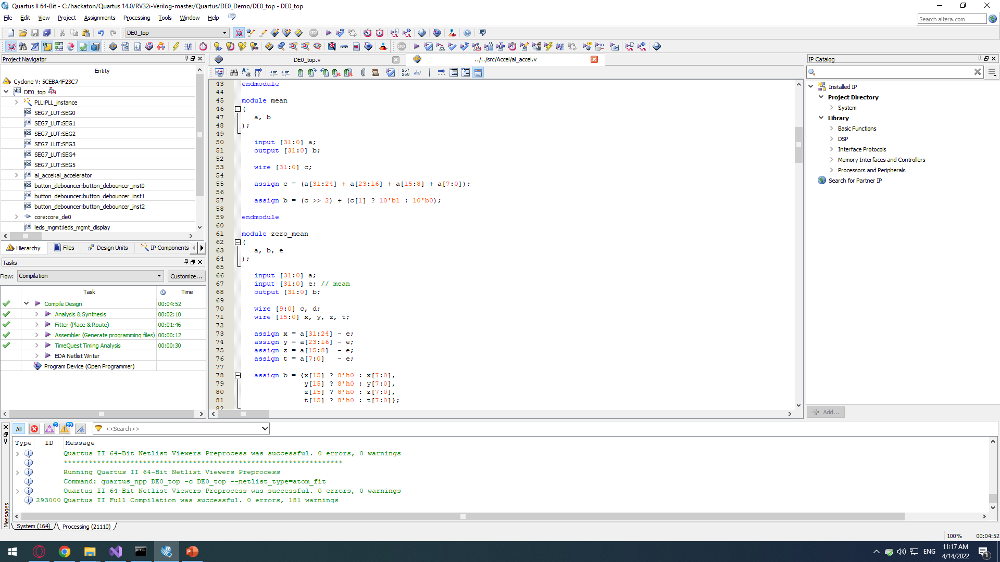 Quartus II 64-Bit - C:/hackaton/Quartus 14.0/RV32i-Verilog-master/Quartus/DE0_Demo/DE0_top - DE0_top
File Edit View Project Assignments Processing Tools Window Help
Search altera.com
DE0_top
STOP
Project Navigator
Entity
Cyclone V: 5CEBA4F23C7
DE0_top
PLL:PLL_instance
SEG7_LUT:SEG0
SEG7_LUT:SEG1
SEG7_LUT:SEG2
SEG7_LUT:SEG3
SEG7_LUT:SEG4
SEG7_LUT:SEG5
ai_accel:ai_accelerator
button_debouncer:button_debouncer_inst0
button_debouncer:button_debouncer_inst1
button_debouncer:button_debouncer_inst2
core:core_de0
leds_mgmt:leds_mgmt_display
Hierarchy Files Design Units IP Components
Tasks
Flow: Compilation Customize...
Task Time
Compile Design 00:04:52
Analysis & Synthesis 00:02:10
Fitter (Place & Route) 00:01:46
Assembler (Generate programming files) 00:00:12
TimeQuest Timing Analysis 00:00:30
EDA Netlist Writer
Program Device (Open Programmer)
DE0_top.v ../../src/Accel/ai_accel.v
267
268
ab/
43 endmodule
44
45 module mean
46 (
47 a, b
48 );
49
50 input [31:0] a;
51 output [31:0] b;
52
53 wire [31:0] c;
54
55 assign c = (a[31:24] + a[23:16] + a[15:8] + a[7:0]);
56
57 assign b = (c >> 2) + (c[1] ? 10'b1 : 10'b0);
58
59 endmodule
60
61 module zero_mean
62 (
63 a, b, e
64 );
65
66 input [31:0] a;
67 input [31:0] e; // mean
68 output [31:0] b;
69
70 wire [9:0] c, d;
71 wire [15:0] x, y, z, t;
72
73 assign x = a[31:24] - e;
74 assign y = a[23:16] - e;
75 assign z = a[15:8] - e;
76 assign t = a[7:0] - e;
77
78 assign b = {x[15] ? 8'h0 : x[7:0],
79 y[15] ? 8'h0 : y[7:0],
80 z[15] ? 8'h0 : z[7:0],
81 t[15] ? 8'h0 : t[7:0]};
82
IP Catalog
Installed IP
Project Directory
System
Library
Basic Functions
DSP
Interface Protocols
Memory Interfaces and Controllers
Processors and Peripherals
Search for Partner IP
Add...
All 5 99 <<Search>>
Type ID Message
Quartus II 64-Bit Netlist Viewers Preprocess was successful. 0 errors, 0 warnings
*******************************************************************
Running Quartus II 64-Bit Netlist Viewers Preprocess
Command: quartus_npp DE0_top -c DE0_top --netlist_type=atom_fit
Quartus II 64-Bit Netlist Viewers Preprocess was successful. 0 errors, 0 warnings
293000 Quartus II Full Compilation was successful. 0 errors, 181 warnings
Messages
System (164) Processing (21110)
100% 00:04:52
ENG
11:17 AM
4/14/2022
1